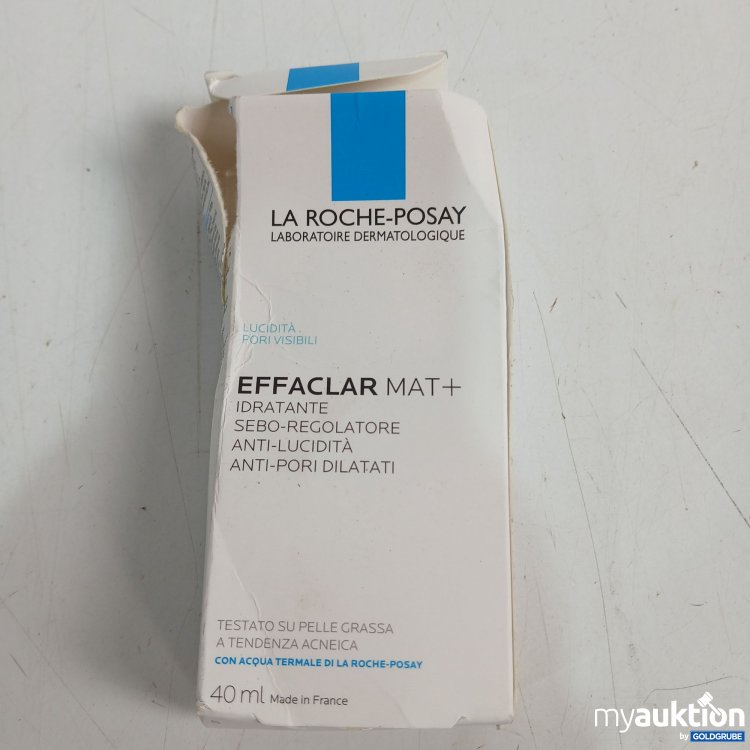 LA ROCHE-POSAY
LABORATOIRE DERMATOLOGIQUE
LUCIDITÀ.
PORI VISIBILI
EFFACLAR MAT+
IDRATANTE
SEBO-REGOLATORE
ANTI-LUCIDITÀ
ANTI-PORI DILATATI
TESTATO SU PELLE GRASSA
A TENDENZA ACNEICA
CON ACQUA TERMALE DI LA ROCHE-POSAY
40 ml Made in France
myauktion
by GOLDGRUBE